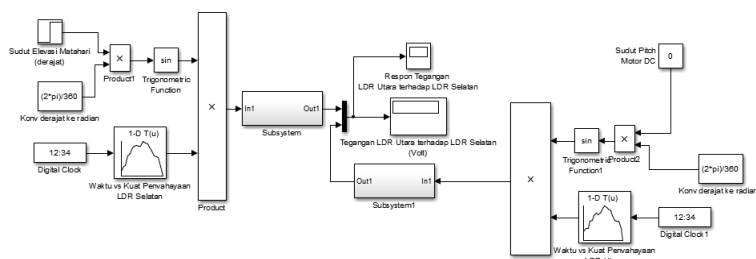 Sudut Elevasi Matahari
(derajat)
×
Product1
sin
Trigonometric
Function
(2*pi)/360
Konv derajat ke radian
12:34
Digital Clock
1-D T(u)
Waktu vs Kuat Penyahayaan
LDR Selatan
×
Product
In1
Out1
Subsystem
Respon Tegangan
LDR Utara terhadap LDR Selatan
Tegangan LDR Utara terhadap LDR Selatan
(Volt)
Out1
In1
Subsystem1
×
Sudut Pitch
Motor DC
0
sin
Trigonometric
Function1
×
Product2
(2*pi)/360
Konv derajat ke radian
1-D T(u)
Waktu vs Kuat Penyahayaan
12:34
Digital Clock1